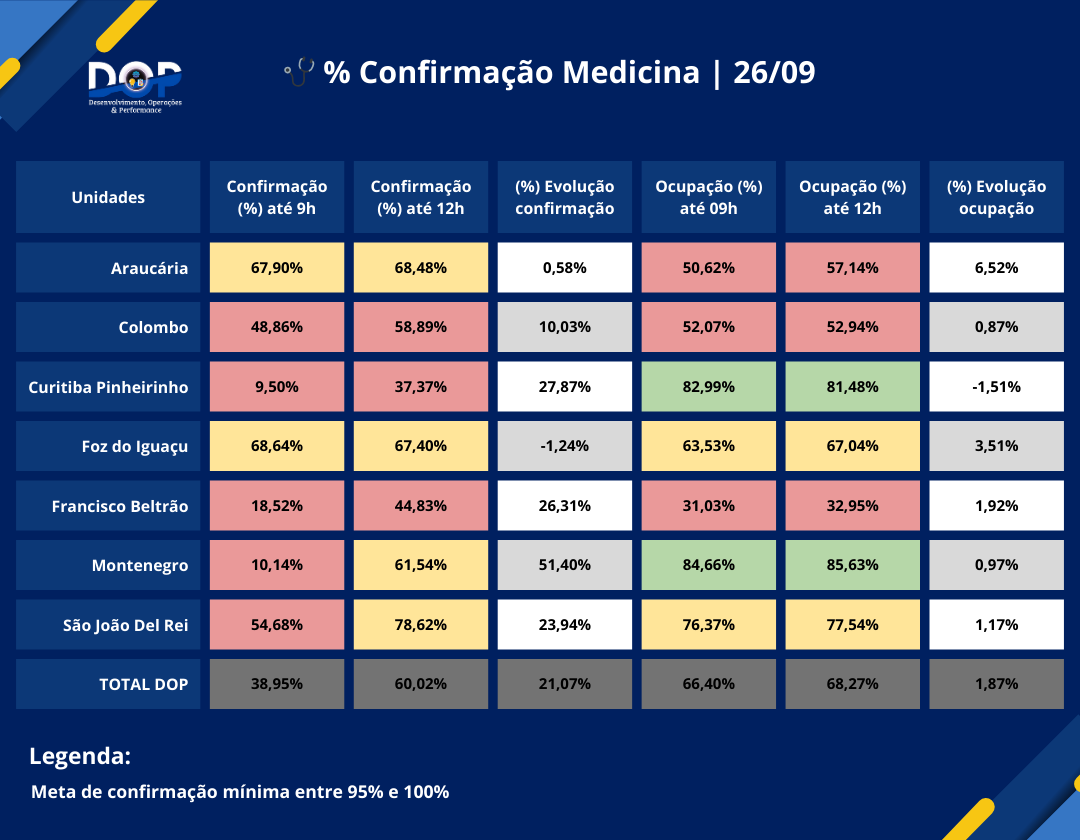 DOP
Desenvolvimento, Operações
& Performance
% Confirmação Medicina | 26/09
Unidades
Confirmação
(%) até 9h
Confirmação
(%) até 12h
(%) Evolução
confirmação
Ocupação (%)
até 09h
Ocupação (%)
até 12h
(%) Evolução
ocupação
Araucária 67,90% 68,48% 0,58% 50,62% 57,14% 6,52%
Colombo 48,86% 58,89% 10,03% 52,07% 52,94% 0,87%
Curitiba Pinheirinho 9,50% 37,37% 27,87% 82,99% 81,48% -1,51%
Foz do Iguaçu 68,64% 67,40% -1,24% 63,53% 67,04% 3,51%
Francisco Beltrão 18,52% 44,83% 26,31% 31,03% 32,95% 1,92%
Montenegro 10,14% 61,54% 51,40% 84,66% 85,63% 0,97%
São João Del Rei 54,68% 78,62% 23,94% 76,37% 77,54% 1,17%
TOTAL DOP 38,95% 60,02% 21,07% 66,40% 68,27% 1,87%
Legenda:
Meta de confirmação mínima entre 95% e 100%